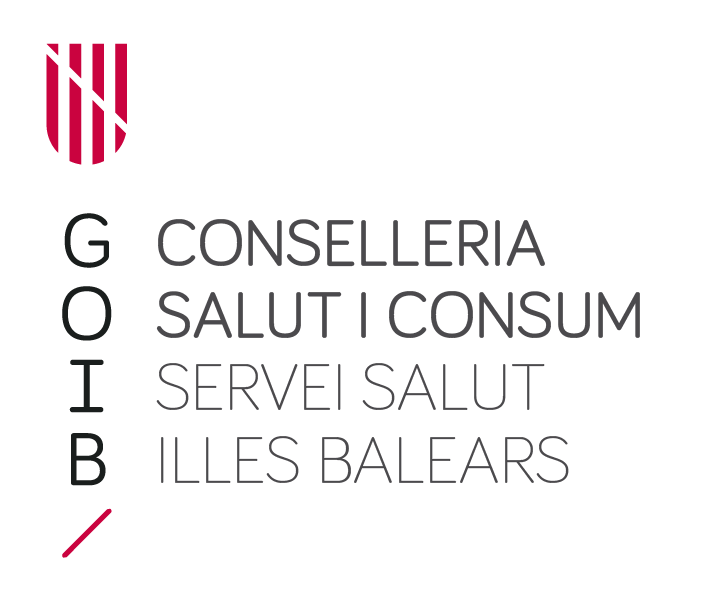 G CONSELLERIA
O SALUT I CONSUM
I SERVEI SALUT
B ILLES BALEARS
/